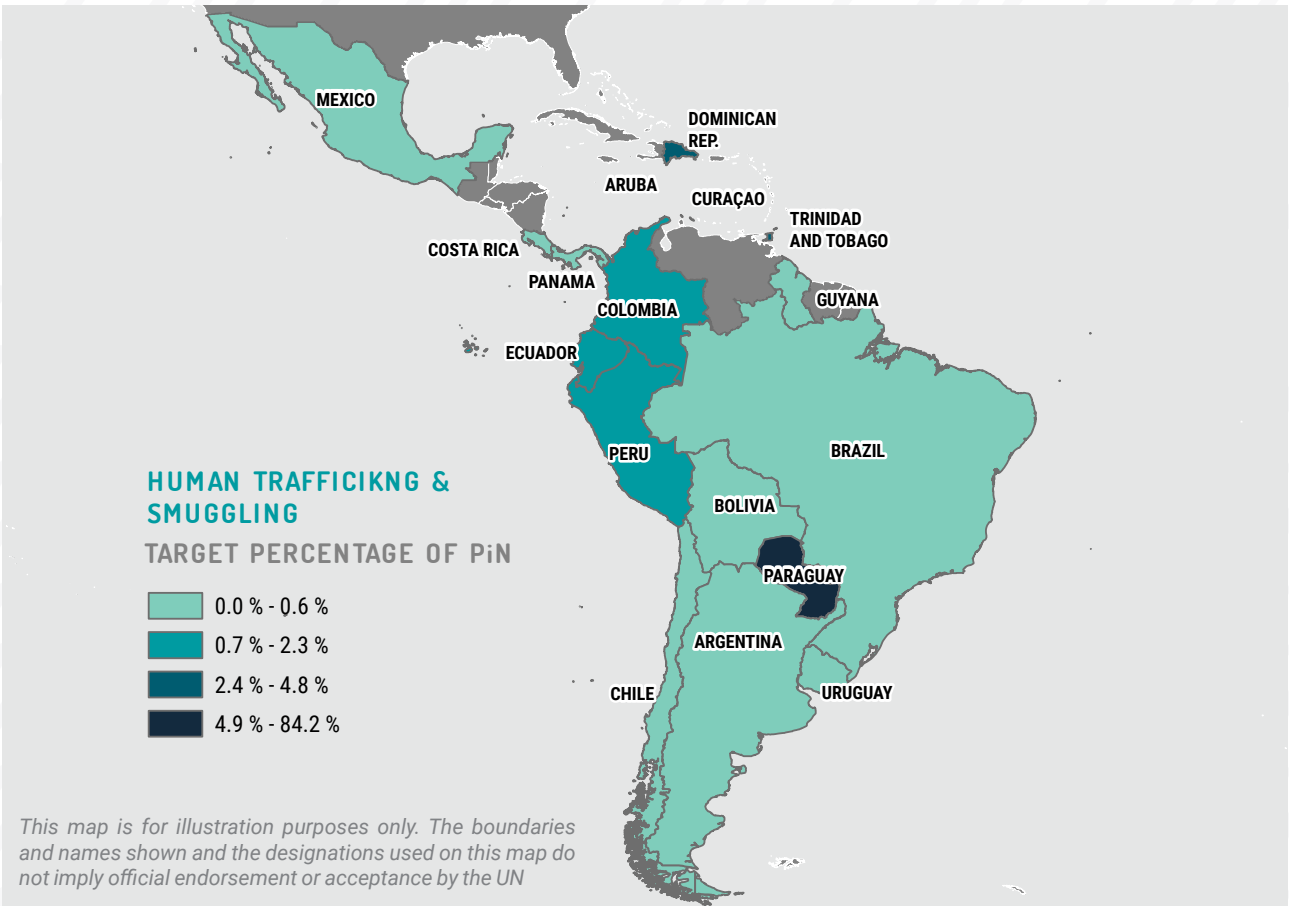 MEXICO
DOMINICAN
REP.
ARUBA
CURAÇAO
TRINIDAD
AND TOBAGO
COSTA RICA
PANAMA
GUYANA
COLOMBIA
ECUADOR
BRAZIL
PERU
HUMAN TRAFFICIKNG &
SMUGGLING
TARGET PERCENTAGE OF PiN
0.0 % - 0.6 %
0.7 % - 2.3 %
2.4 % - 4.8 %
4.9 % - 84.2 %
BOLIVIA
PARAGUAY
ARGENTINA
CHILE
URUGUAY
This map is for illustration purposes only. The boundaries
and names shown and the designations used on this map do
not imply official endorsement or acceptance by the UN